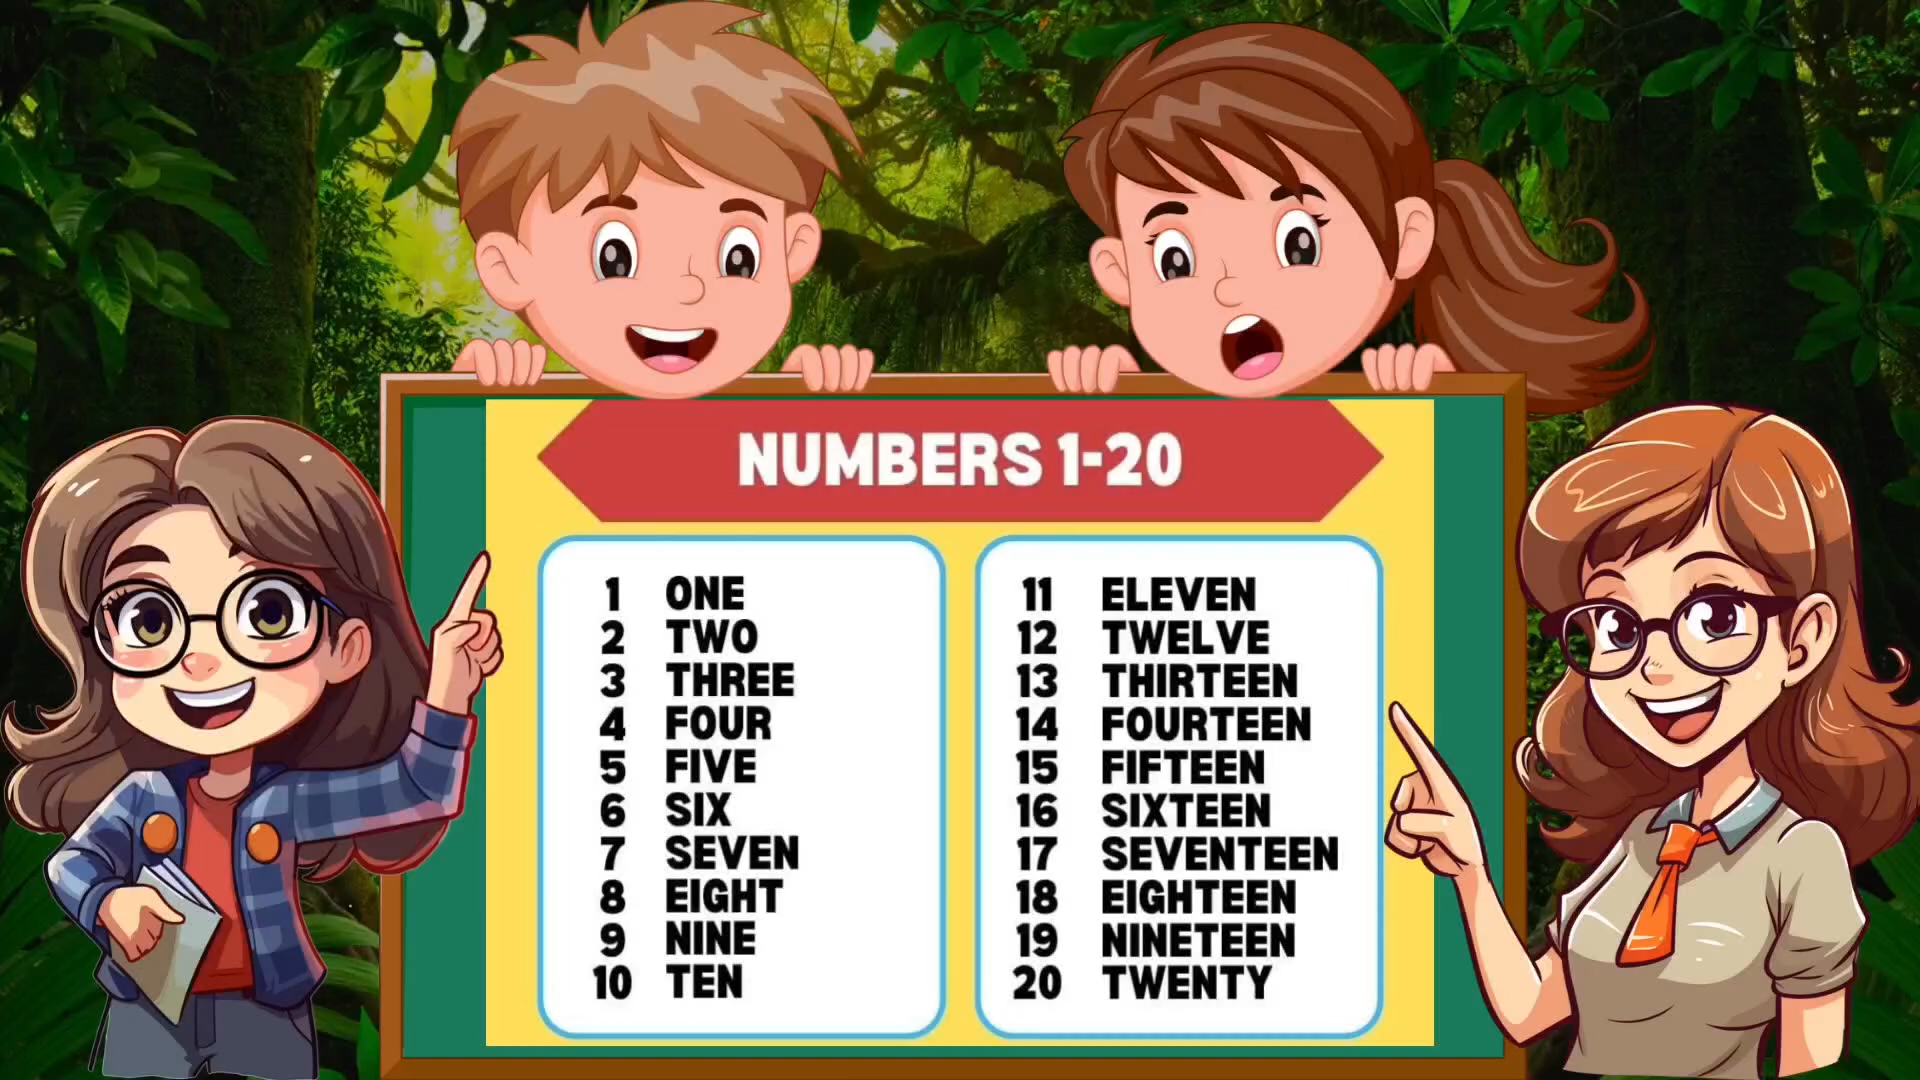 NUMBERS 1-20
1 ONE
2 TWO
3 THREE
4 FOUR
5 FIVE
6 SIX
7 SEVEN
8 EIGHT
9 NINE
10 TEN
11 ELEVEN
12 TWELVE
13 THIRTEEN
14 FOURTEEN
15 FIFTEEN
16 SIXTEEN
17 SEVENTEEN
18 EIGHTEEN
19 NINETEEN
20 TWENTY